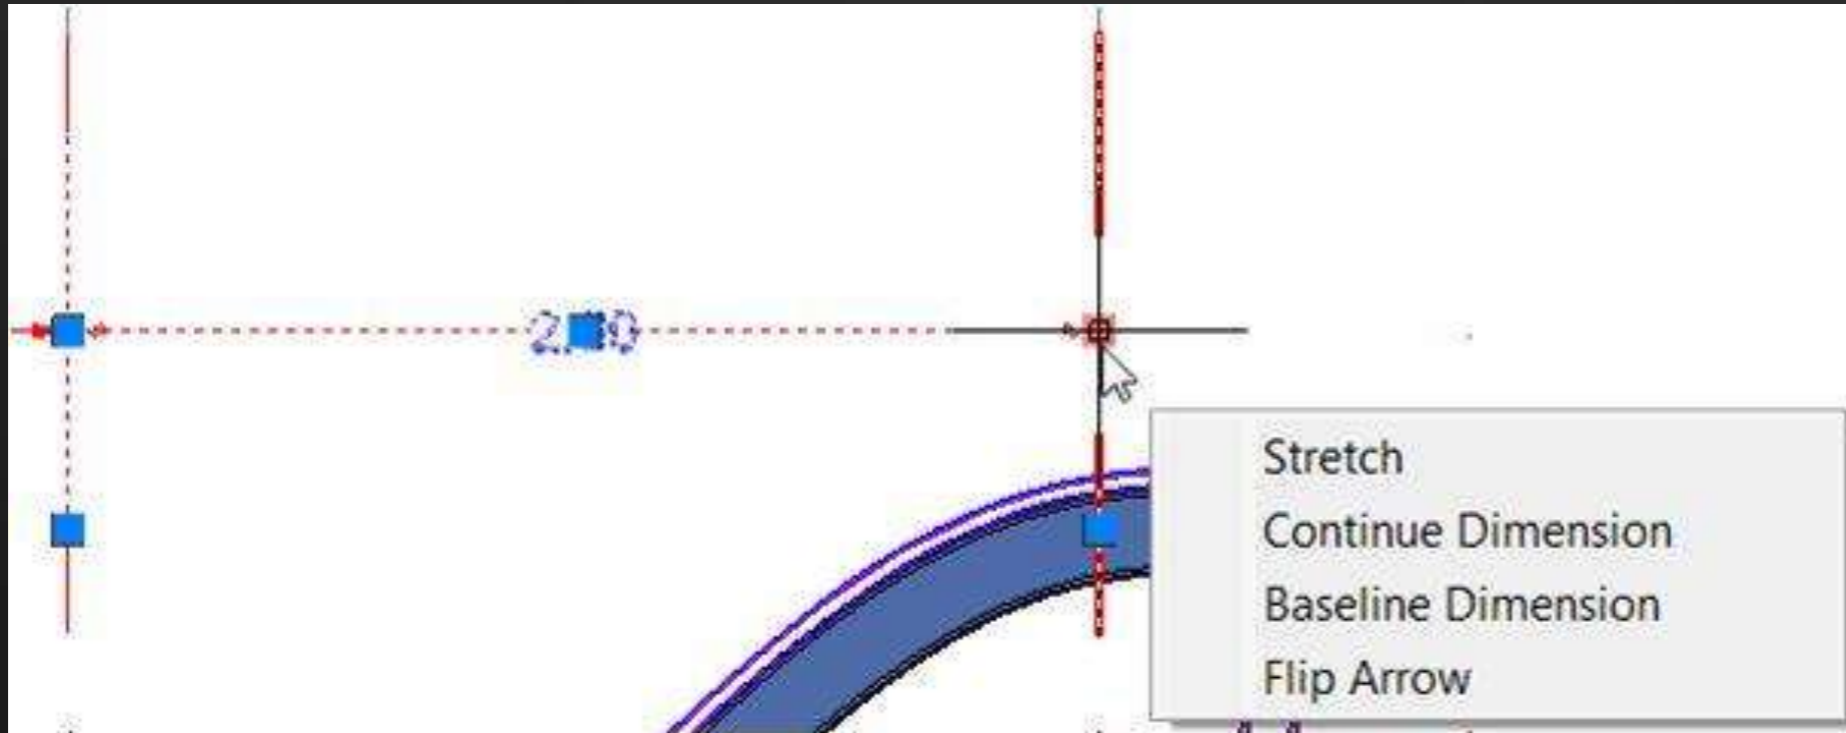 Stretch
Continue Dimension
Baseline Dimension
Flip Arrow